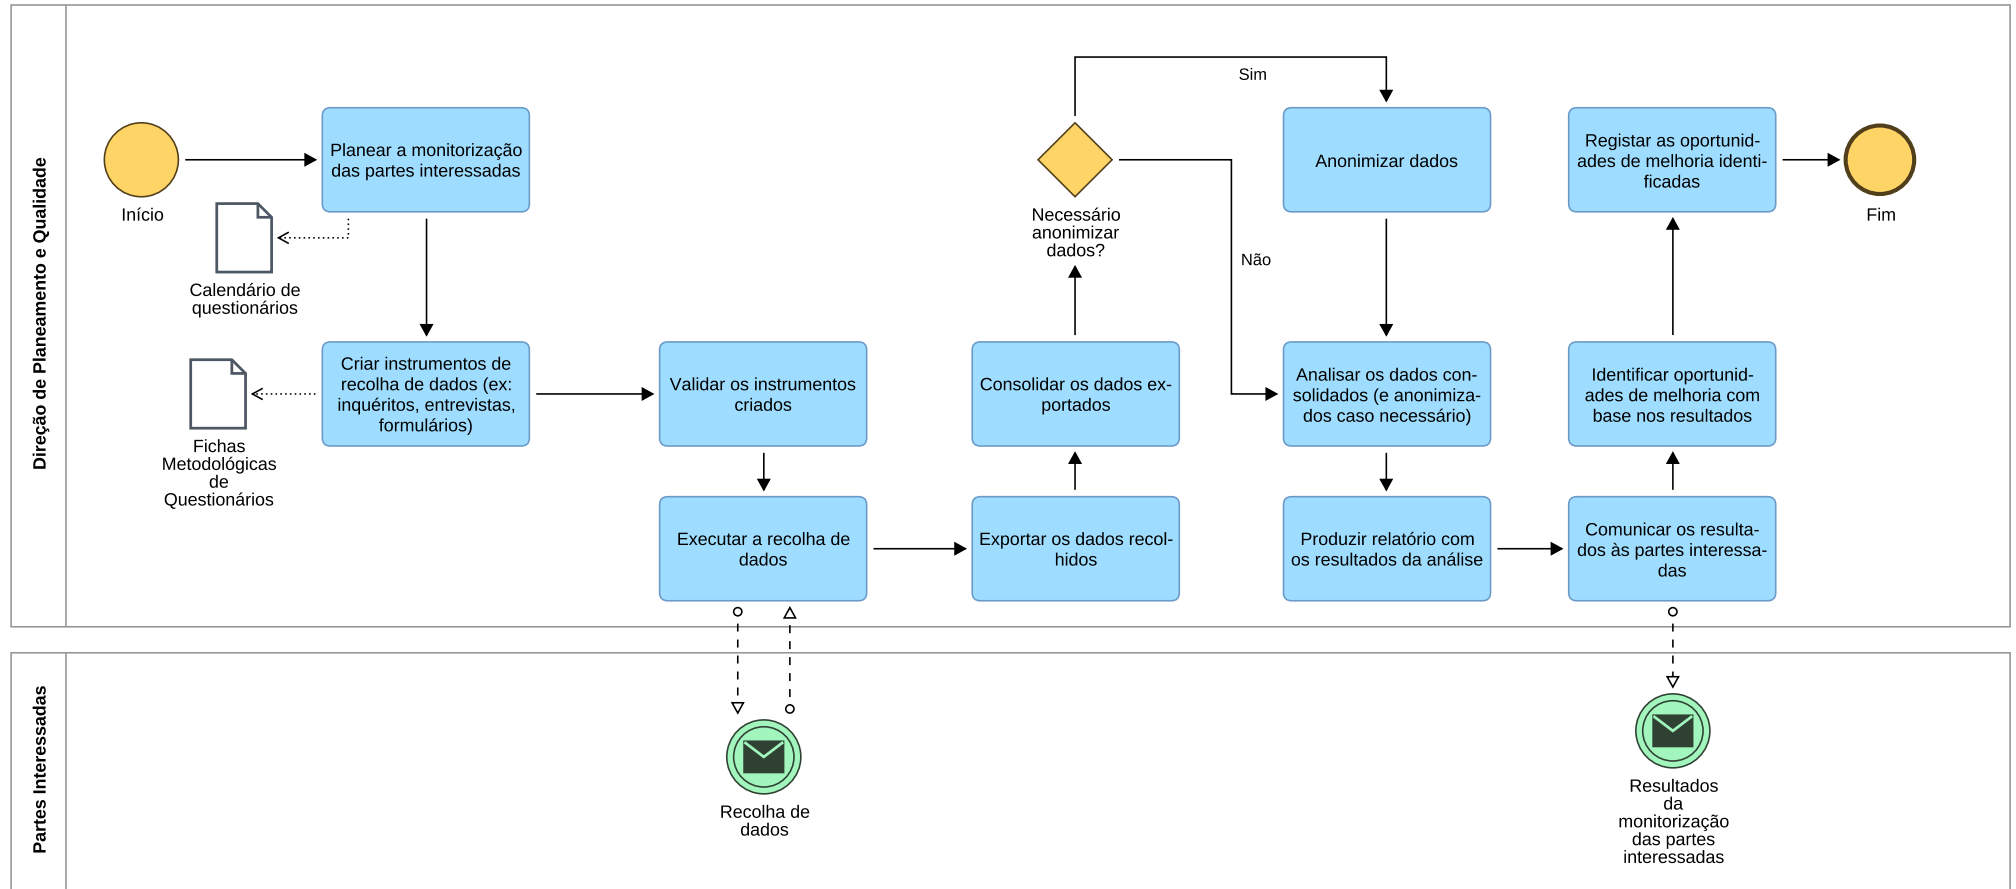 Direção de Planeamento e Qualidade
Início
Planear a monitorização
das partes interessadas
Calendário de
questionários
Criar instrumentos de
recolha de dados (ex:
inquéritos, entrevistas,
formulários)
Fichas
Metodológicas
de
Questionários
Validar os instrumentos
criados
Executar a recolha de
dados
Exportar os dados recol-
hidos
Consolidar os dados ex-
portados
Necessário
anonimizar
dados?
Sim
Não
Anonimizar dados
Analisar os dados con-
solidados (e anonimiza-
dos caso necessário)
Produzir relatório com
os resultados da análise
Comunicar os resulta-
dos às partes interessa-
das
Identificar oportunid-
ades de melhoria com
base nos resultados
Registar as oportunid-
ades de melhoria identi-
ficadas
Fim
Partes Interessadas
Recolha de
dados
Resultados
da
monitorização
das partes
interessadas